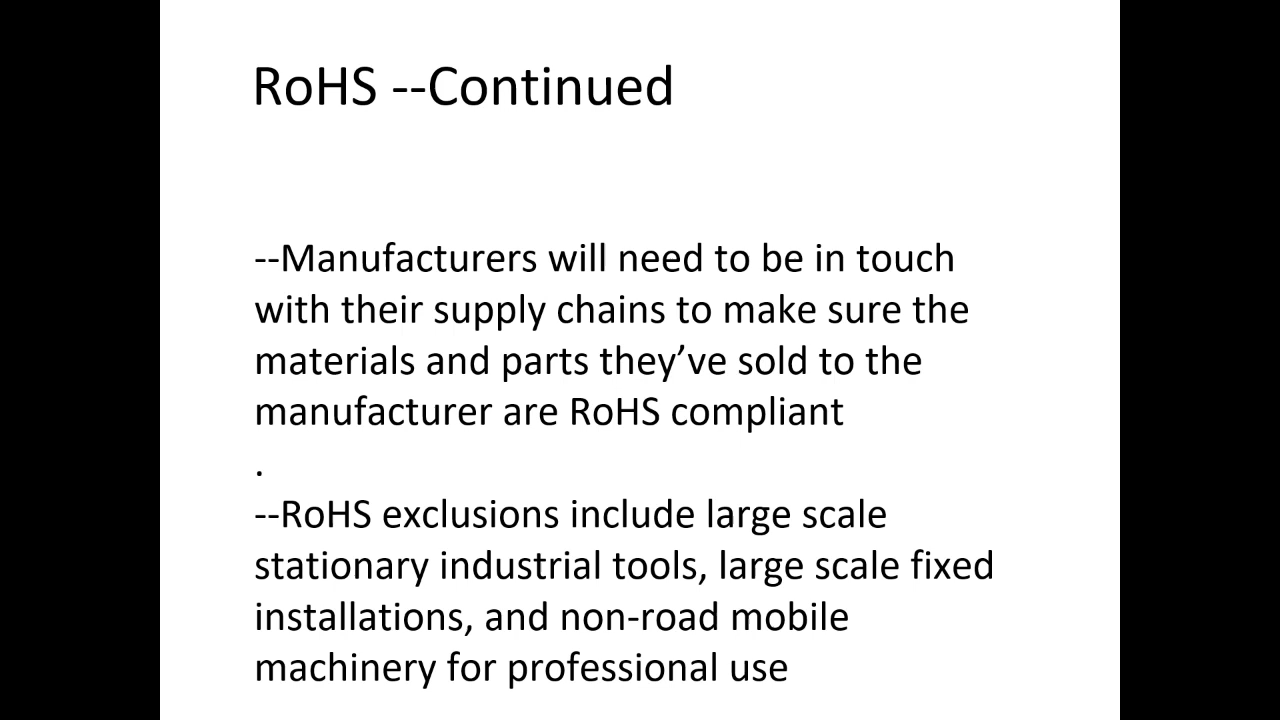 RoHS --Continued
--Manufacturers will need to be in touch
with their supply chains to make sure the
materials and parts they’ve sold to the
manufacturer are RoHS compliant
.
--RoHS exclusions include large scale
stationary industrial tools, large scale fixed
installations, and non-road mobile
machinery for professional use